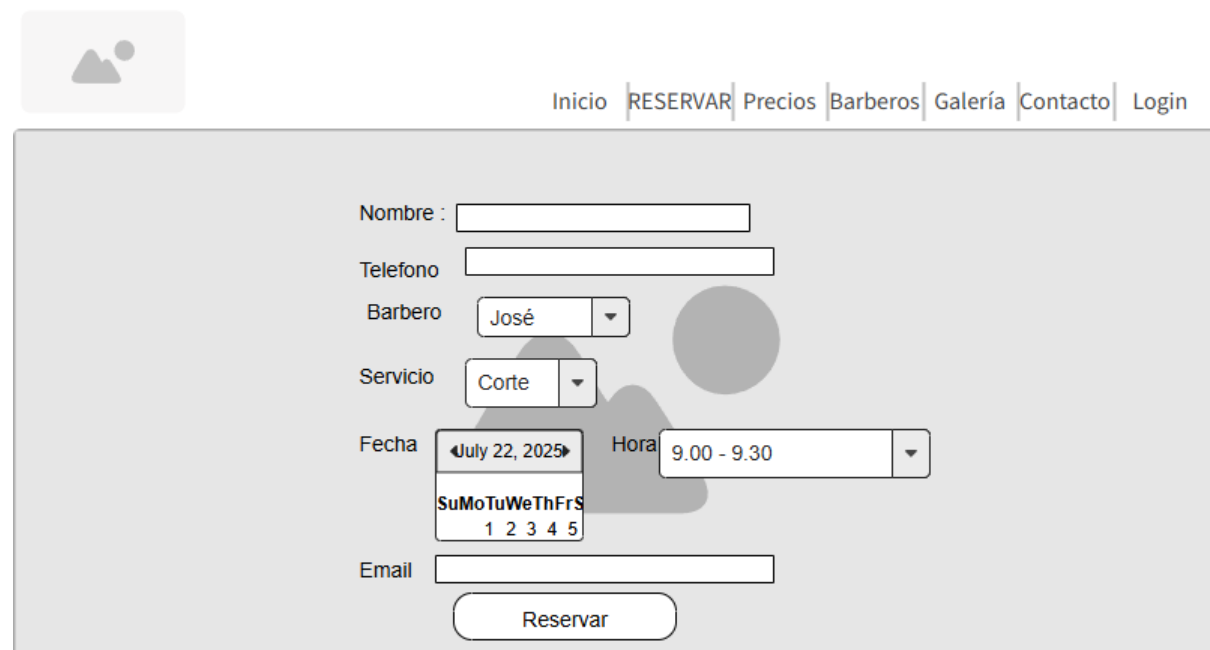 Inicio RESERVAR Precios Barberos Galería Contacto Login
Nombre :
Telefono
Barbero José
Servicio Corte
Fecha July 22, 2025 Hora 9.00 - 9.30
SuMoTuWeThFrS
1 2 3 4 5
Email
Reservar